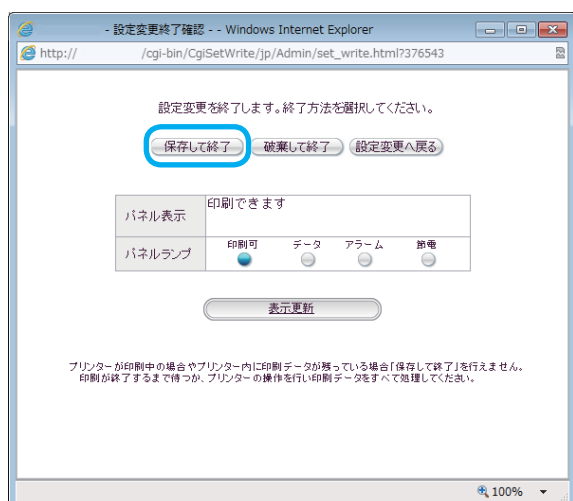 - 設定変更終了確認 - - Windows Internet Explorer
http:// /cgi-bin/CgiSetWrite/jp/Admin/set_write.html?376543
設定変更を終了します。終了方法を選択してください。
保存して終了 破棄して終了 設定変更へ戻る
パネル表示 印刷できます
パネルランプ 印刷可 データ アラーム 節電
表示更新
プリンターが印刷中の場合やプリンター内に印刷データが残っている場合「保存して終了」を行えません。
印刷が終了するまで待つか、プリンターの操作を行い印刷データをすべて処理してください。
100%